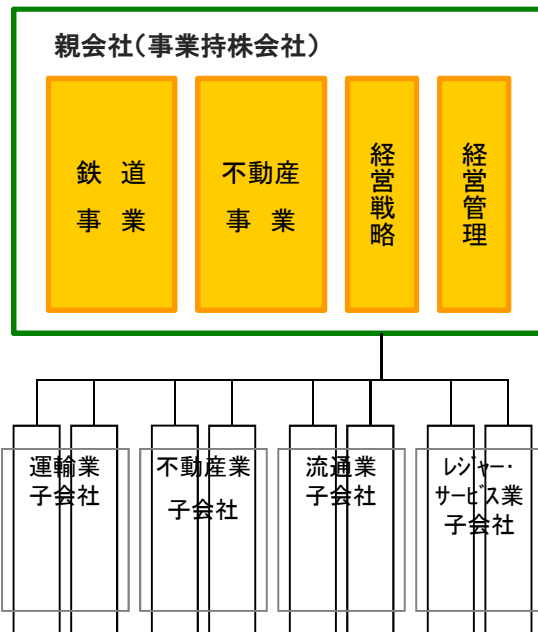 親会社(事業持株会社)
鉄 道
事 業
不動産
事 業
経営戦略
経営管理
運輸業
子会社
不動産業
子会社
流通業
子会社
レジャー・
サービス業
子会社